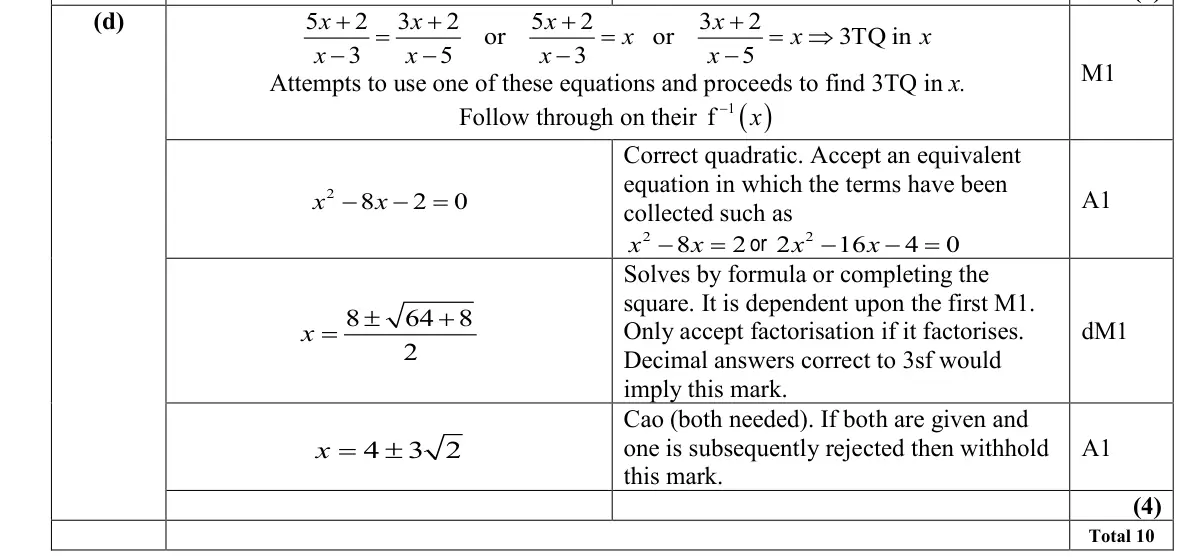 (d)
(5x + 2)/(x − 3) = (3x + 2)/(x − 5) or (5x + 2)/(x − 3) = x or (3x + 2)/(x − 5) = x ⇒ 3TQ in x
Attempts to use one of these equations and proceeds to find 3TQ in x.
Follow through on their f⁻¹(x)
M1
x² − 8x − 2 = 0
Correct quadratic. Accept an equivalent
equation in which the terms have been
collected such as
x² − 8x = 2 or 2x² − 16x − 4 = 0
A1
x = (8 ± √(64 + 8))/2
Solves by formula or completing the
square. It is dependent upon the first M1.
Only accept factorisation if it factorises.
Decimal answers correct to 3sf would
imply this mark.
dM1
x = 4 ± 3√2
Cao (both needed). If both are given and
one is subsequently rejected then withhold
this mark.
A1
(4)
Total 10